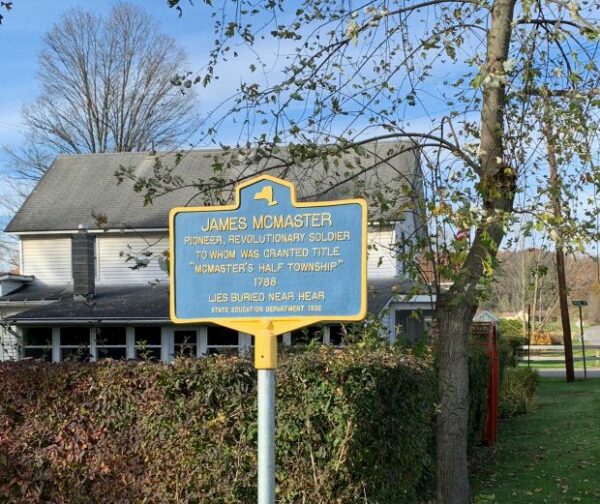 JAMES MCMASTER
PIONEER, REVOLUTIONARY SOLDIER
TO WHOM WAS GRANTED TITLE
"MCMASTER'S HALF TOWNSHIP"
1788
LIES BURIED NEAR HEAR
STATE EDUCATION DEPARTMENT 1932